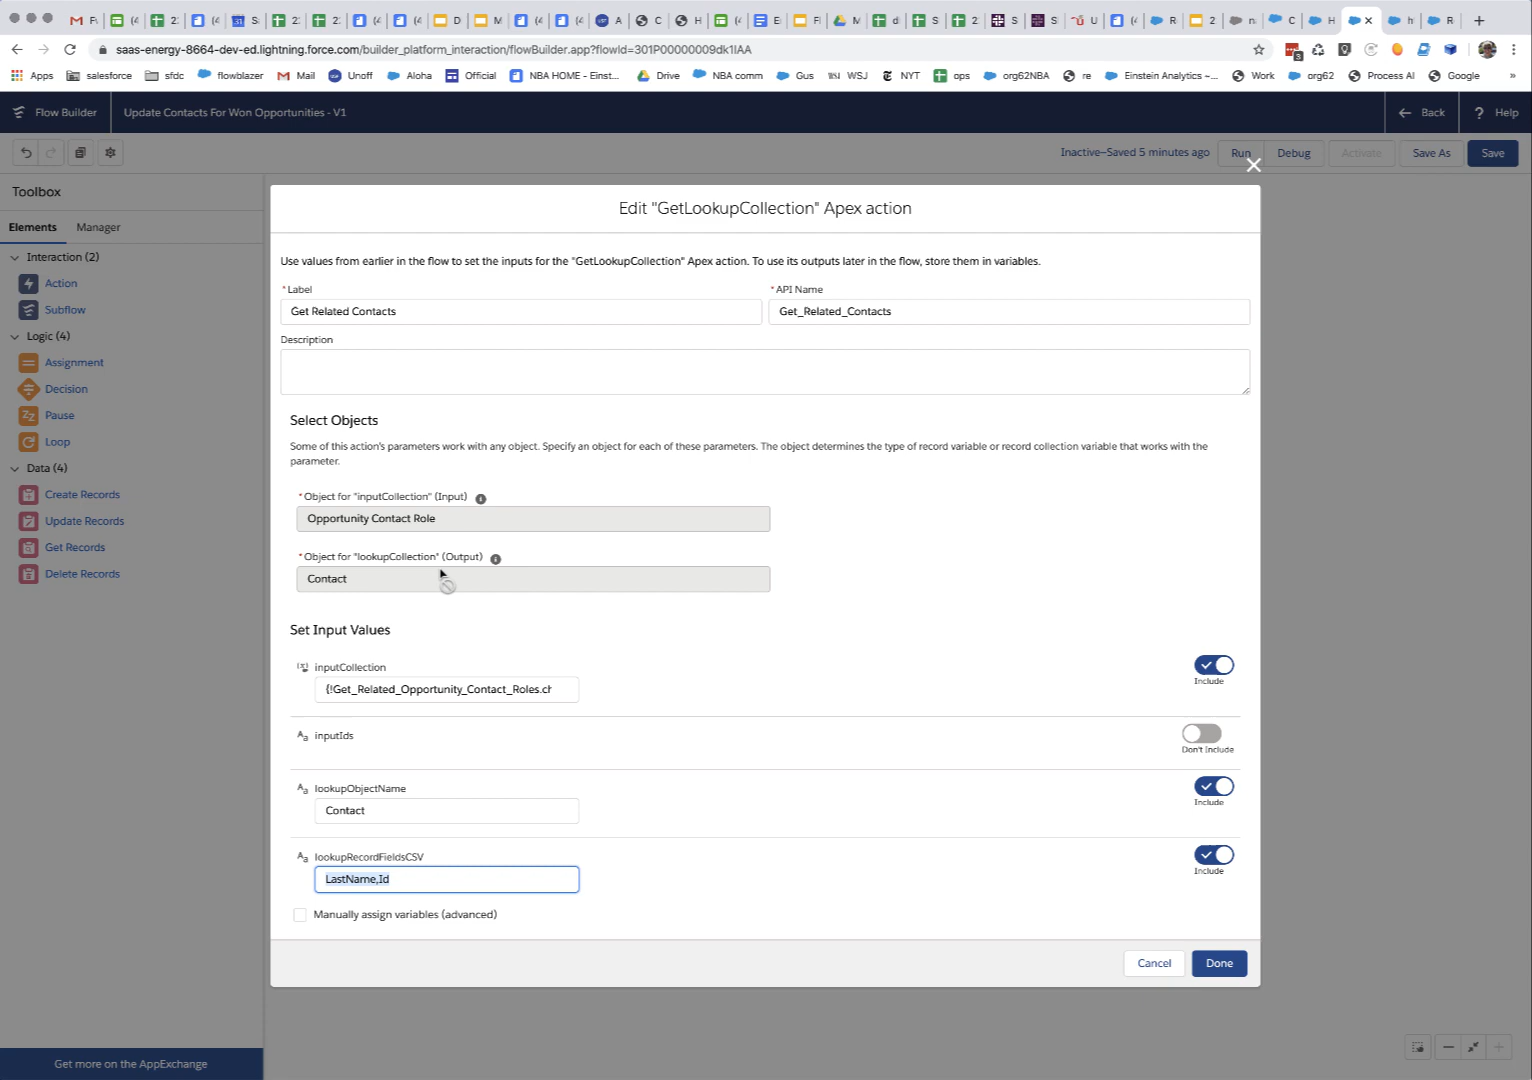 saas-energy-8664-dev-ed.lightning.force.com/builder_platform_interaction/flowBuilder.app?flowId=301P00000009dk1IAA
Apps salesforce sfdc flowblazer Mail Unoff Aloha Official NBA HOME - Einst... Drive NBA comm Gus WSJ NYT ops org62NBA re Einstein Analytics ~... Work org62 Process AI Google »
Flow Builder Update Contacts For Won Opportunities - V1 Back Help
Inactive—Saved 5 minutes ago Run Debug Activate Save As Save
Toolbox
Elements Manager
Interaction (2)
Action
Subflow
Logic (4)
Assignment
Decision
Pause
Loop
Data (4)
Create Records
Update Records
Get Records
Delete Records
Get more on the AppExchange
Edit "GetLookupCollection" Apex action
Use values from earlier in the flow to set the inputs for the "GetLookupCollection" Apex action. To use its outputs later in the flow, store them in variables.
* Label * API Name
Get Related Contacts Get_Related_Contacts
Description
Select Objects
Some of this action's parameters work with any object. Specify an object for each of these parameters. The object determines the type of record variable or record collection variable that works with the
parameter.
* Object for "inputCollection" (Input)
Opportunity Contact Role
* Object for "lookupCollection" (Output)
Contact
Set Input Values
inputCollection
{!Get_Related_Opportunity_Contact_Roles.ch
Include
Aa inputIds
Don't Include
Aa lookupObjectName
Contact
Include
Aa lookupRecordFieldsCSV
LastName,Id
Include
Manually assign variables (advanced)
Cancel Done